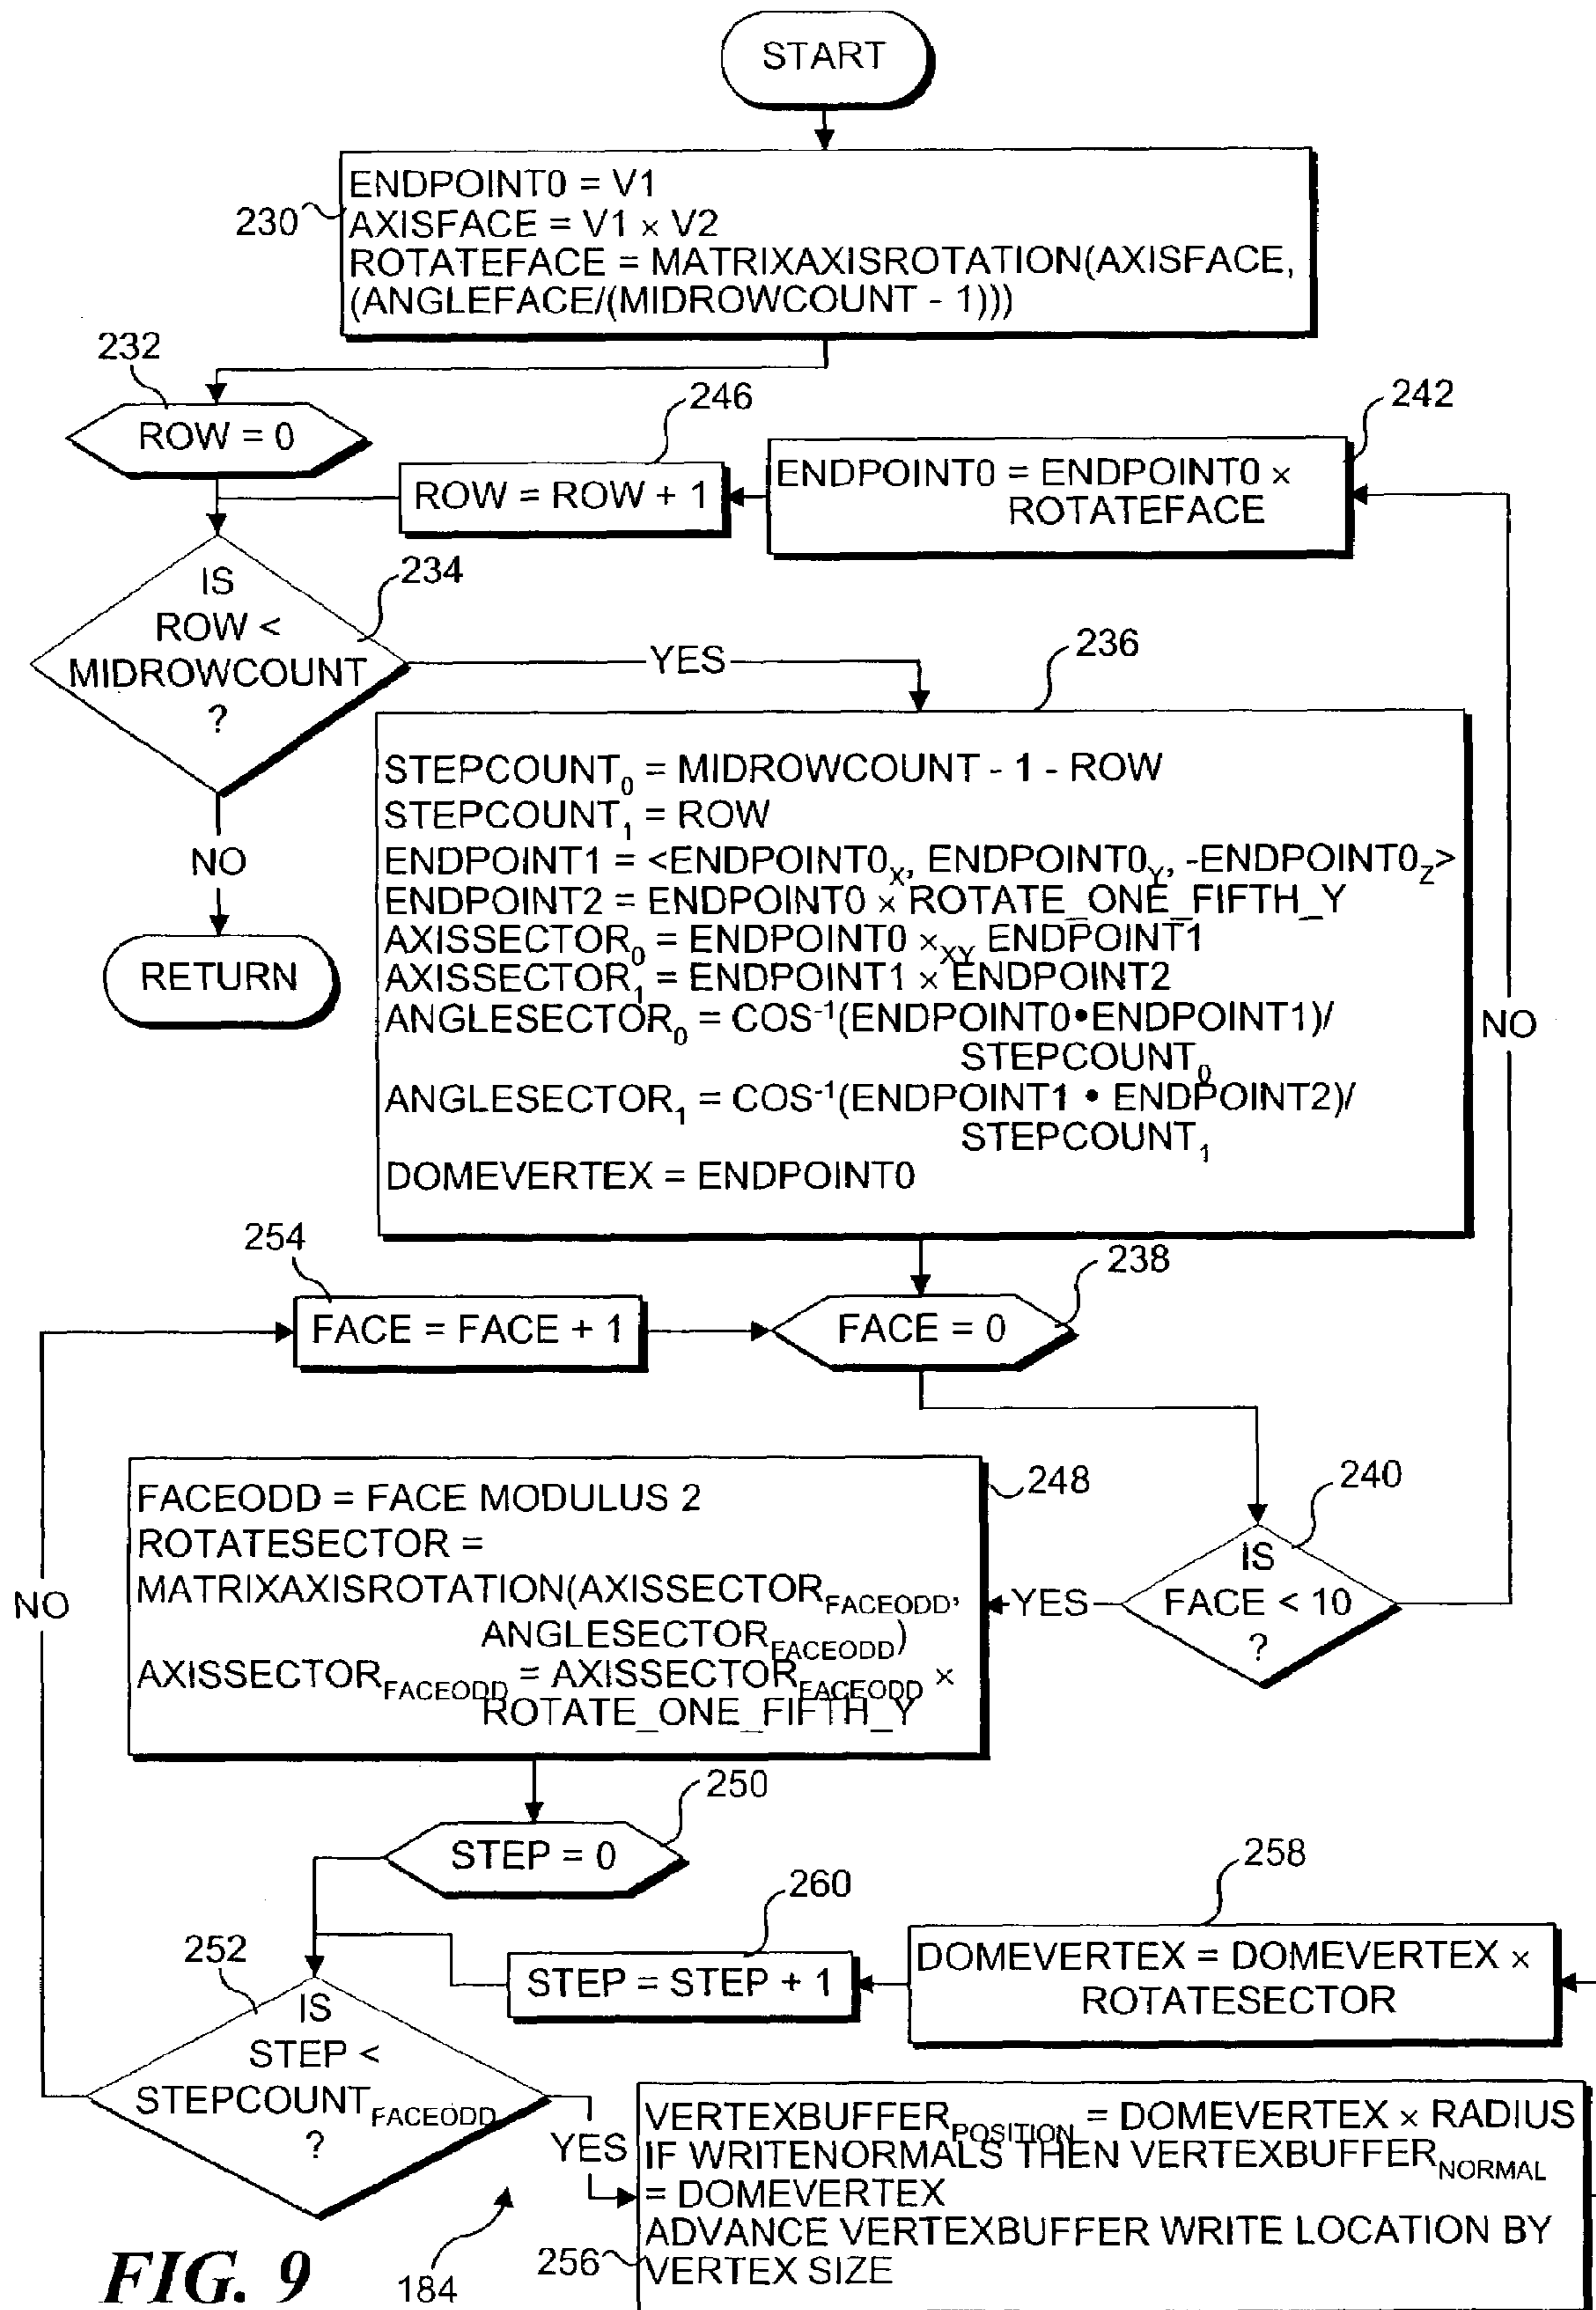 START
230
ENDPOINT0 = V1
AXISFACE = V1 × V2
ROTATEFACE = MATRIXAXISROTATION(AXISFACE,
(ANGLEFACE/(MIDROWCOUNT - 1)))
232
ROW = 0
246
ROW = ROW + 1
242
ENDPOINT0 = ENDPOINT0 ×
ROTATEFACE
234
IS
ROW <
MIDROWCOUNT
?
YES
NO
RETURN
236
STEPCOUNT₀ = MIDROWCOUNT - 1 - ROW
STEPCOUNT₁ = ROW
ENDPOINT1 = <ENDPOINT0X, ENDPOINT0Y, -ENDPOINT0Z>
ENDPOINT2 = ENDPOINT0 × ROTATE_ONE_FIFTH_Y
AXISSECTOR₀ = ENDPOINT0 ×XY ENDPOINT1
AXISSECTOR₁ = ENDPOINT1 × ENDPOINT2
ANGLESECTOR₀ = COS⁻¹(ENDPOINT0•ENDPOINT1)/
STEPCOUNT₀
ANGLESECTOR₁ = COS⁻¹(ENDPOINT1 • ENDPOINT2)/
STEPCOUNT₁
DOMEVERTEX = ENDPOINT0
NO
254
FACE = FACE + 1
238
FACE = 0
240
IS
FACE < 10
?
YES
248
FACEODD = FACE MODULUS 2
ROTATESECTOR =
MATRIXAXISROTATION(AXISSECTORFACEODD,
ANGLESECTORFACEODD)
AXISSECTORFACEODD = AXISSECTORFACEODD ×
ROTATE_ONE_FIFTH_Y
NO
250
STEP = 0
260
STEP = STEP + 1
258
DOMEVERTEX = DOMEVERTEX ×
ROTATESECTOR
252
IS
STEP <
STEPCOUNTFACEODD
?
YES
VERTEXBUFFERPOSITION = DOMEVERTEX × RADIUS
IF WRITENORMALS THEN VERTEXBUFFERNORMAL
= DOMEVERTEX
ADVANCE VERTEXBUFFER WRITE LOCATION BY
VERTEX SIZE
256
184
FIG. 9